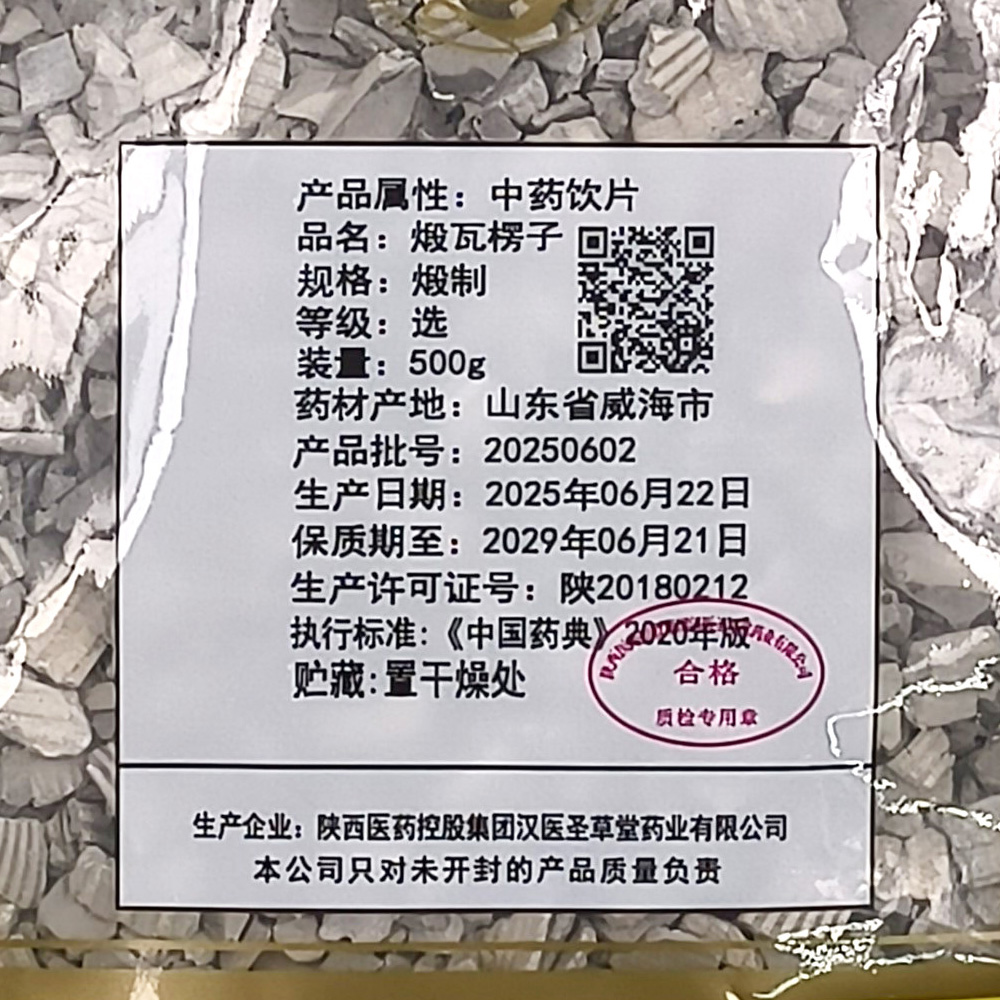 产品属性：中药饮片
品名：煅瓦楞子
规格：煅制
等级：选
装量：500g
药材产地：山东省威海市
产品批号：20250602
生产日期：2025年06月22日
保质期至：2029年06月21日
生产许可证号：陕20180212
执行标准:《中国药典》2020年版
贮藏:置干燥处
合格
质检专用章
生产企业：陕西医药控股集团汉医圣草堂药业有限公司
本公司只对未开封的产品质量负责